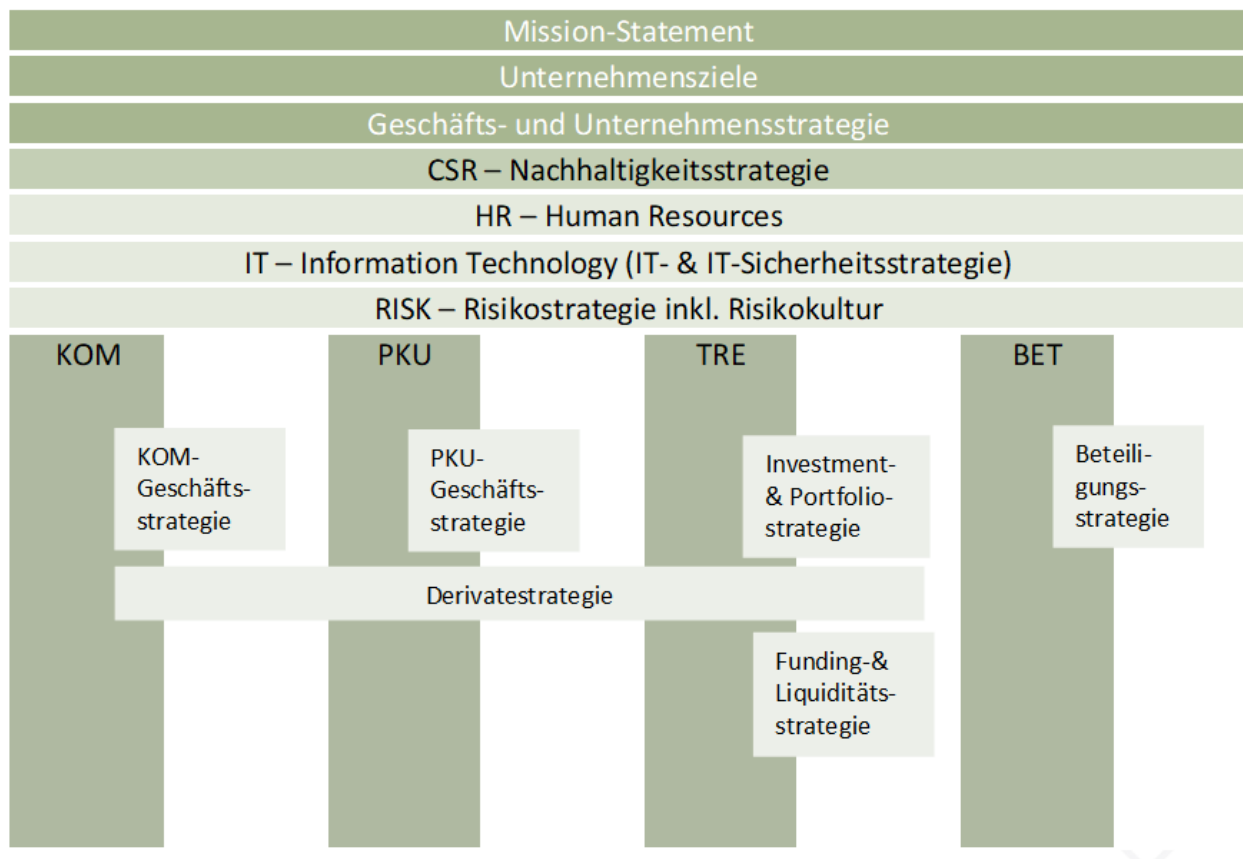 Mission-Statement
Unternehmensziele
Geschäfts- und Unternehmensstrategie
CSR – Nachhaltigkeitsstrategie
HR – Human Resources
IT – Information Technology (IT- & IT-Sicherheitsstrategie)
RISK – Risikostrategie inkl. Risikokultur
KOM
PKU
TRE
BET
KOM-
Geschäfts-
strategie
PKU-
Geschäfts-
strategie
Investment-
& Portfolio-
strategie
Beteili-
gungs-
strategie
Derivatestrategie
Funding-&
Liquiditäts-
strategie